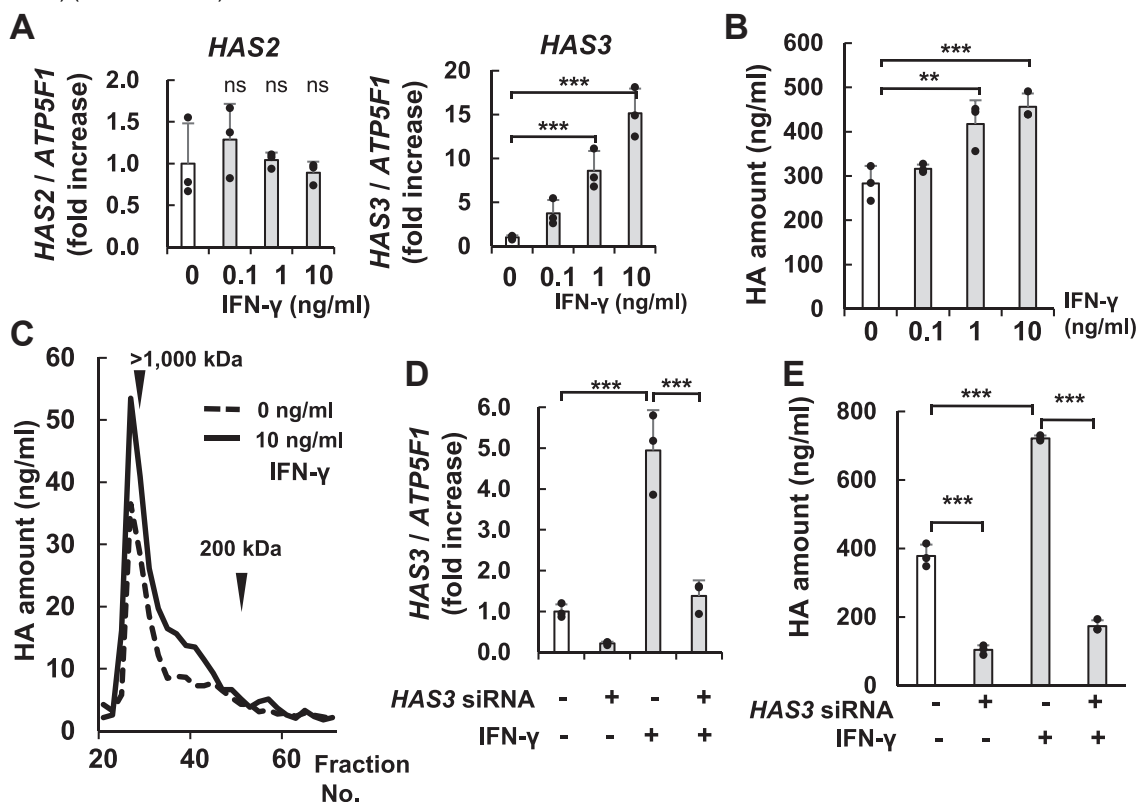 A
HAS2
HAS2 / ATP5F1
(fold increase)
2.0
1.5
1.0
0.5
0.0
ns ns ns
0 0.1 1 10
IFN-γ (ng/ml)
HAS3
HAS3 / ATP5F1
(fold increase)
20
15
10
5
0
***
***
0 0.1 1 10
IFN-γ (ng/ml)
B
HA amount (ng/ml)
600
500
400
300
200
100
0
***
**
0 0.1 1 10
IFN-γ
(ng/ml)
C
HA amount (ng/ml)
60
50
40
30
20
10
0
>1,000 kDa
0 ng/ml
10 ng/ml
IFN-γ
200 kDa
20 40 60
Fraction
No.
D
HAS3 / ATP5F1
(fold increase)
6.0
5.0
4.0
3.0
2.0
1.0
0.0
*** ***
HAS3 siRNA - + - +
IFN-γ - - + +
E
HA amount (ng/ml)
800
600
400
200
0
*** ***
***
HAS3 siRNA - + - +
IFN-γ - - + +